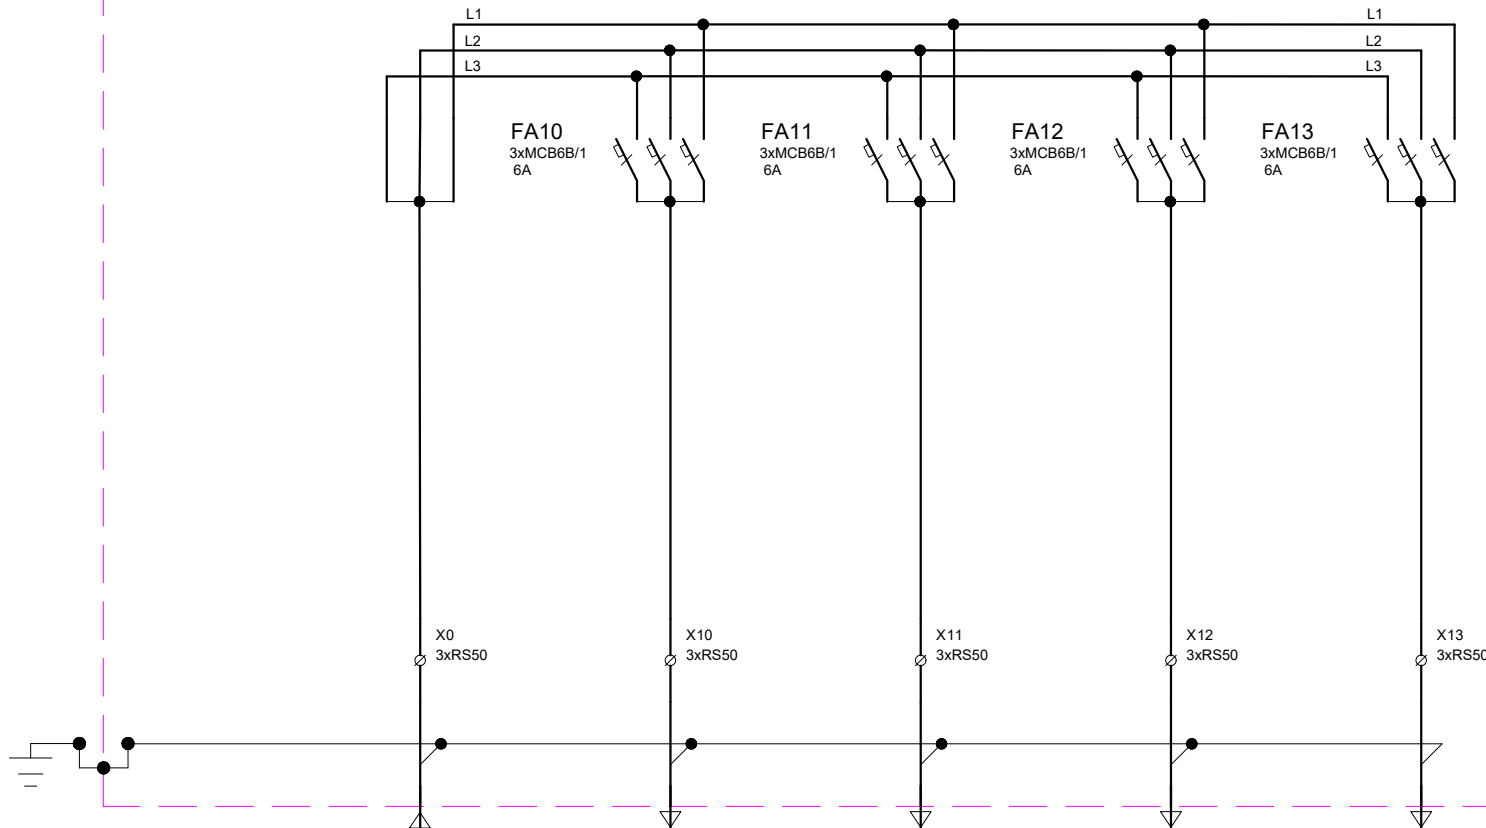 L1
L1
L2
L2
L3
L3
FA10
3xMCB6B/1
6A
FA11
3xMCB6B/1
6A
FA12
3xMCB6B/1
6A
FA13
3xMCB6B/1
6A
X0
3xRS50
X10
3xRS50
X11
3xRS50
X12
3xRS50
X13
3xRS50